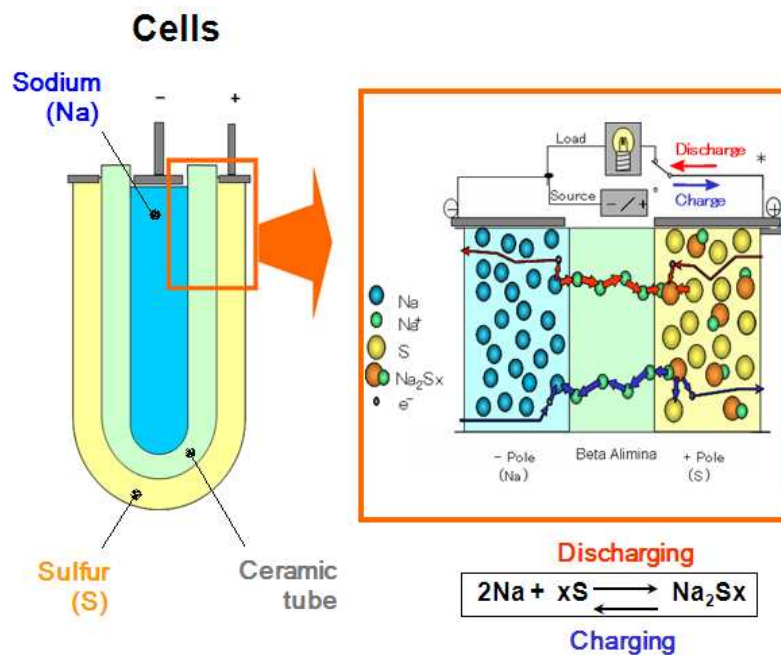 Cells
Sodium
(Na)
− +
Load
Discharge
*
Source
− / +
Charge
− +
Na
Na+
S
Na2Sx
e−
− Pole
(Na)
Beta Alimina
+ Pole
(S)
Sulfur
(S)
Ceramic
tube
Discharging
2Na + xS Na2Sx
Charging